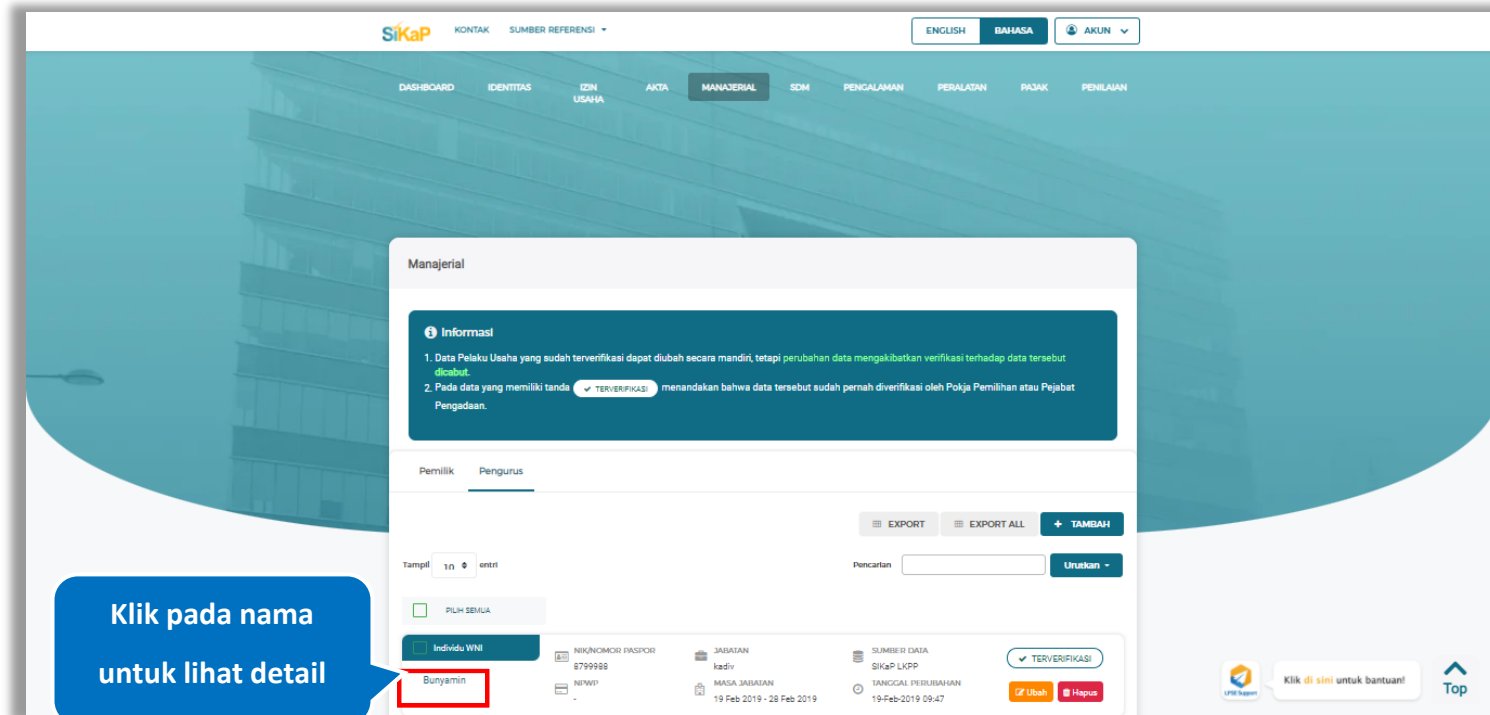 SiKaP KONTAK SUMBER REFERENSI ENGLISH BAHASA AKUN
DASHBOARD IDENTITAS IZIN USAHA AKTA MANAJERIAL SDM PENGALAMAN PERALATAN PAJAK PENILAIAN
Manajerial
Informasi
1. Data Pelaku Usaha yang sudah terverifikasi dapat diubah secara mandiri, tetapi perubahan data mengakibatkan verifikasi terhadap data tersebut
dicabut.
2. Pada data yang memiliki tanda TERVERIFIKASI menandakan bahwa data tersebut sudah pernah diverifikasi oleh Pokja Pemilihan atau Pejabat
Pengadaan.
Pemilik Pengurus
EXPORT EXPORT ALL + TAMBAH
Tampil 10 entri Pencarian Urutkan
PILIH SEMUA
Klik pada nama
untuk lihat detail
Individu WNI NIK/NOMOR PASPOR JABATAN SUMBER DATA TERVERIFIKASI
8799988 kadiv SIKaP LKPP
Bunyamin NPWP MASA JABATAN TANGGAL PERUBAHAN Ubah Hapus
- 19 Feb 2019 - 28 Feb 2019 19-Feb-2019 09:47
LPSE Support Klik di sini untuk bantuan! Top